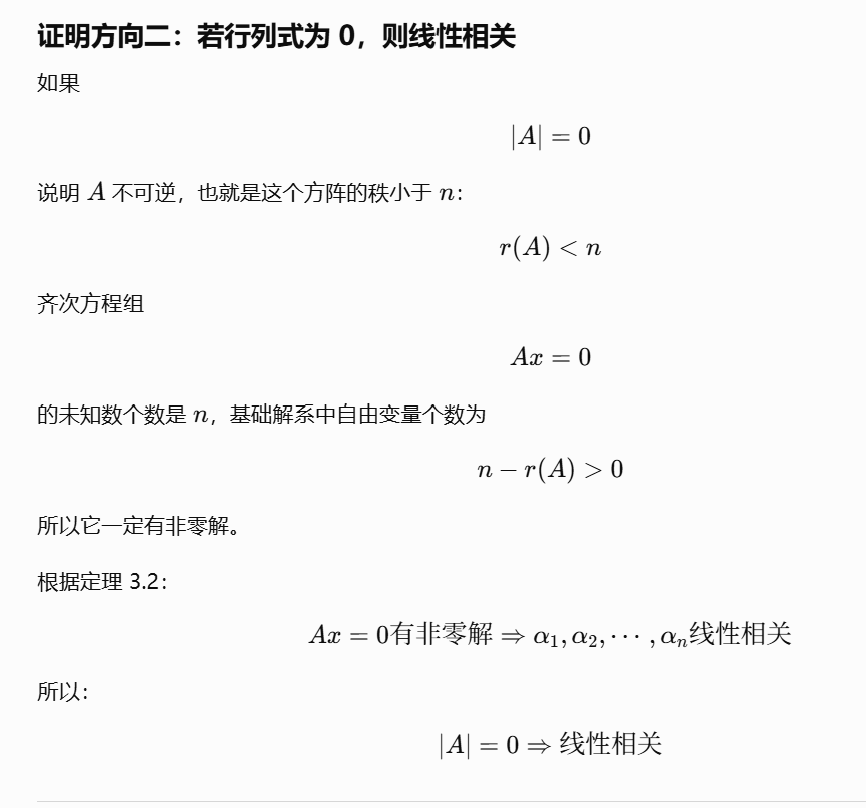 证明方向二：若行列式为 0，则线性相关
如果
|A| = 0
说明 A 不可逆，也就是这个方阵的秩小于 n：
r(A) < n
齐次方程组
Ax = 0
的未知数个数是 n，基础解系中自由变量个数为
n − r(A) > 0
所以它一定有非零解。
根据定理 3.2：
Ax = 0有非零解 ⇒ α₁, α₂, ⋯ , αₙ线性相关
所以：
|A| = 0 ⇒ 线性相关